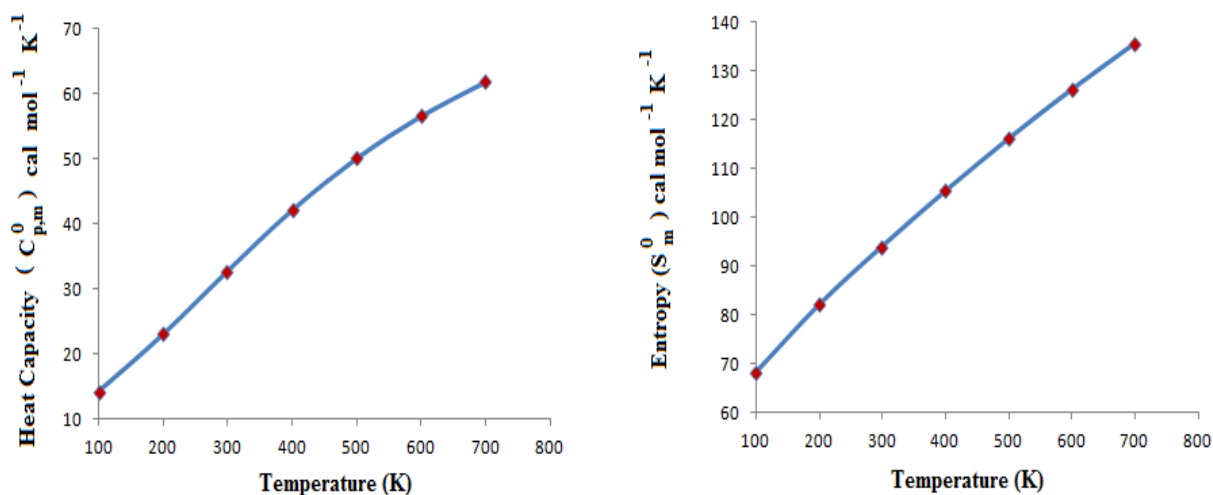 Heat Capacity ( C⁰p,m ) cal mol ⁻¹ K⁻¹
70
60
50
40
30
20
10
100 200 300 400 500 600 700 800
Temperature (K)
Entropy (S⁰m ) cal mol ⁻¹ K⁻¹
140
130
120
110
100
90
80
70
60
100 200 300 400 500 600 700 800
Temperature (K)